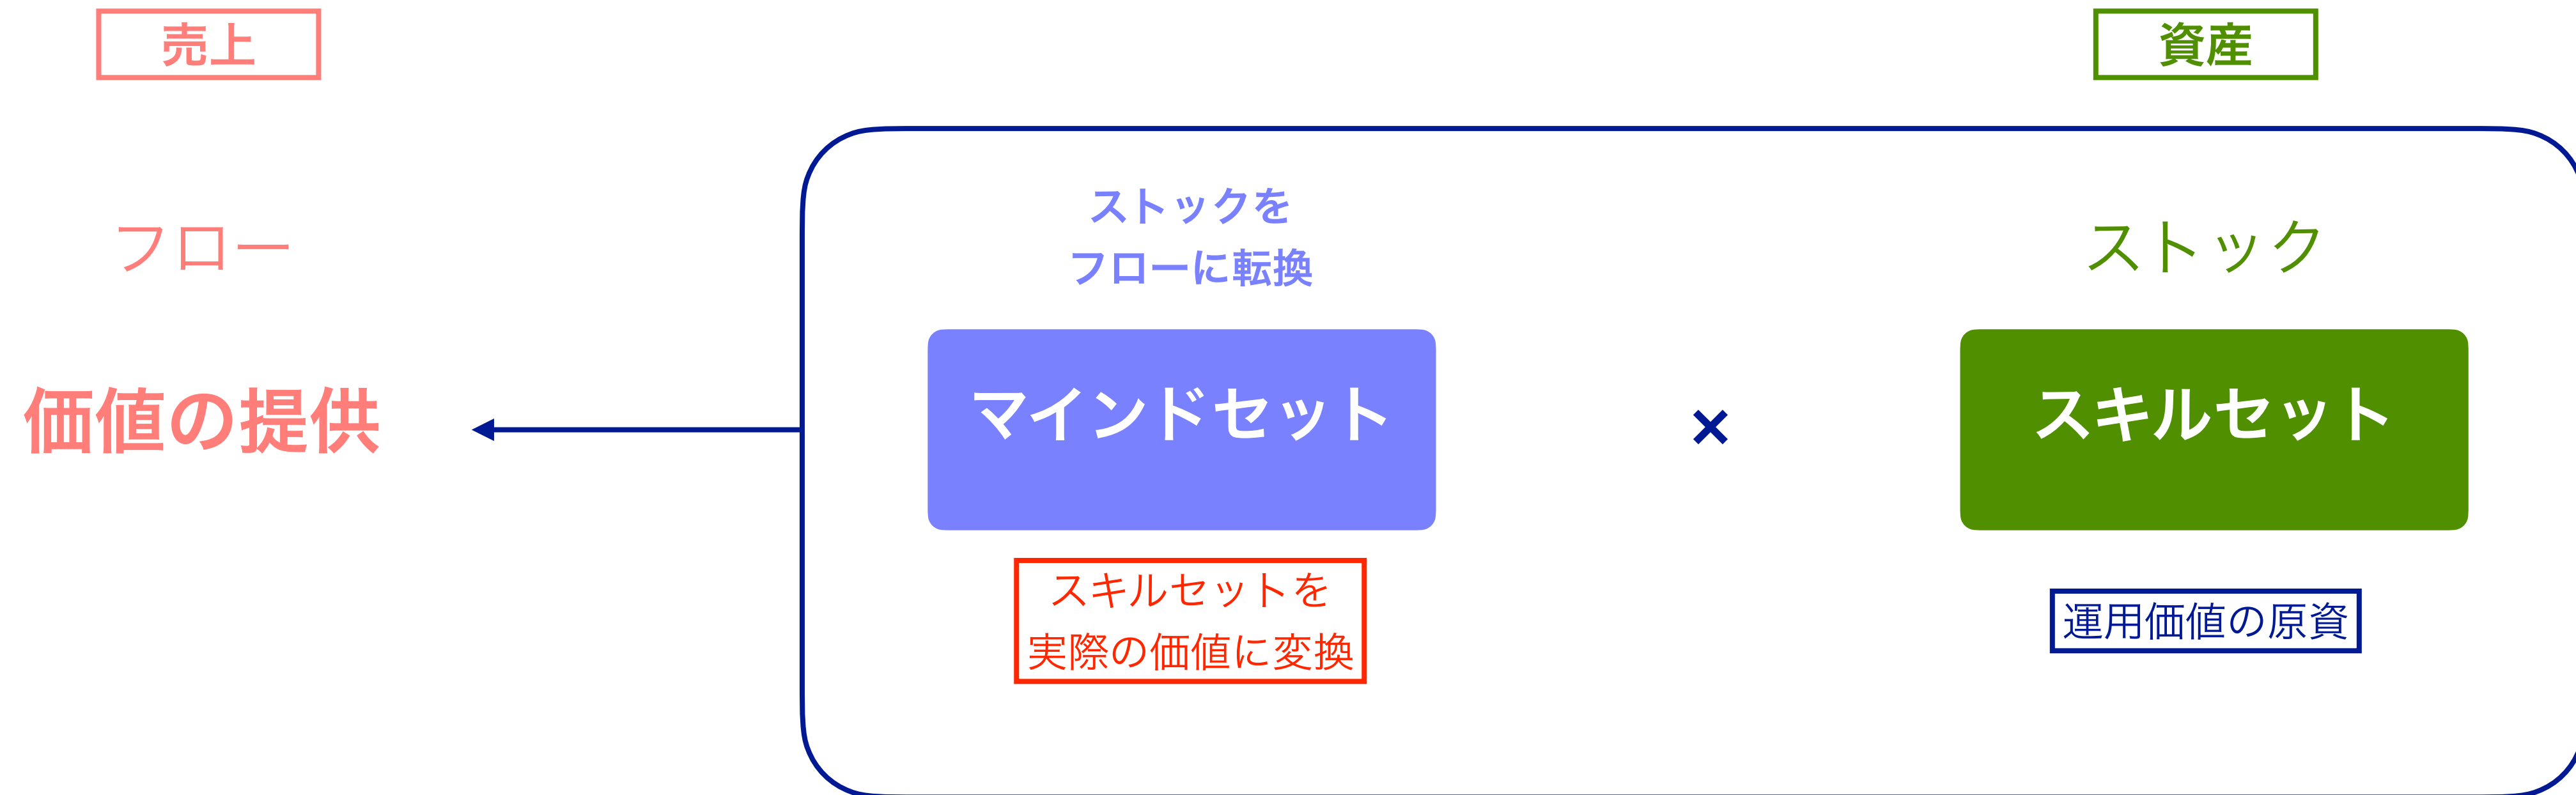 売上
資産
フロー
ストックを
フローに転換
ストック
価値の提供
マインドセット
×
スキルセット
スキルセットを
実際の価値に変換
運用価値の原資